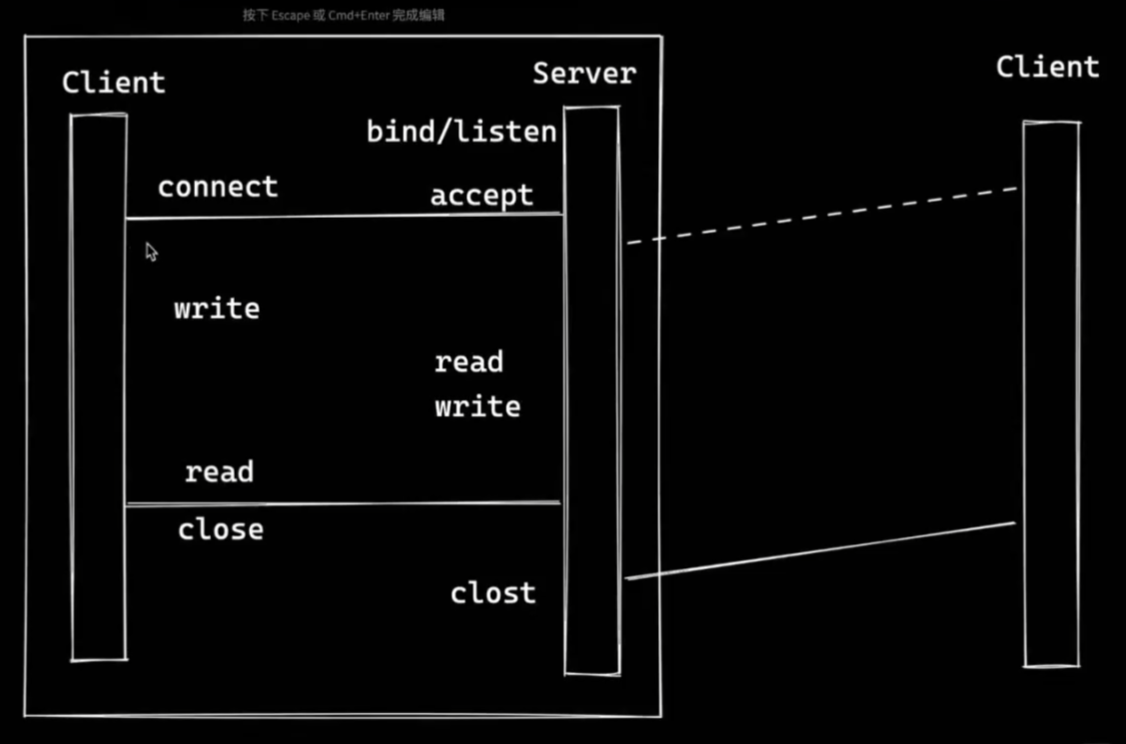 按下 Escape 或 Cmd+Enter 完成编辑
Client
Server
Client
bind/listen
connect
accept
write
read
write
read
close
clost